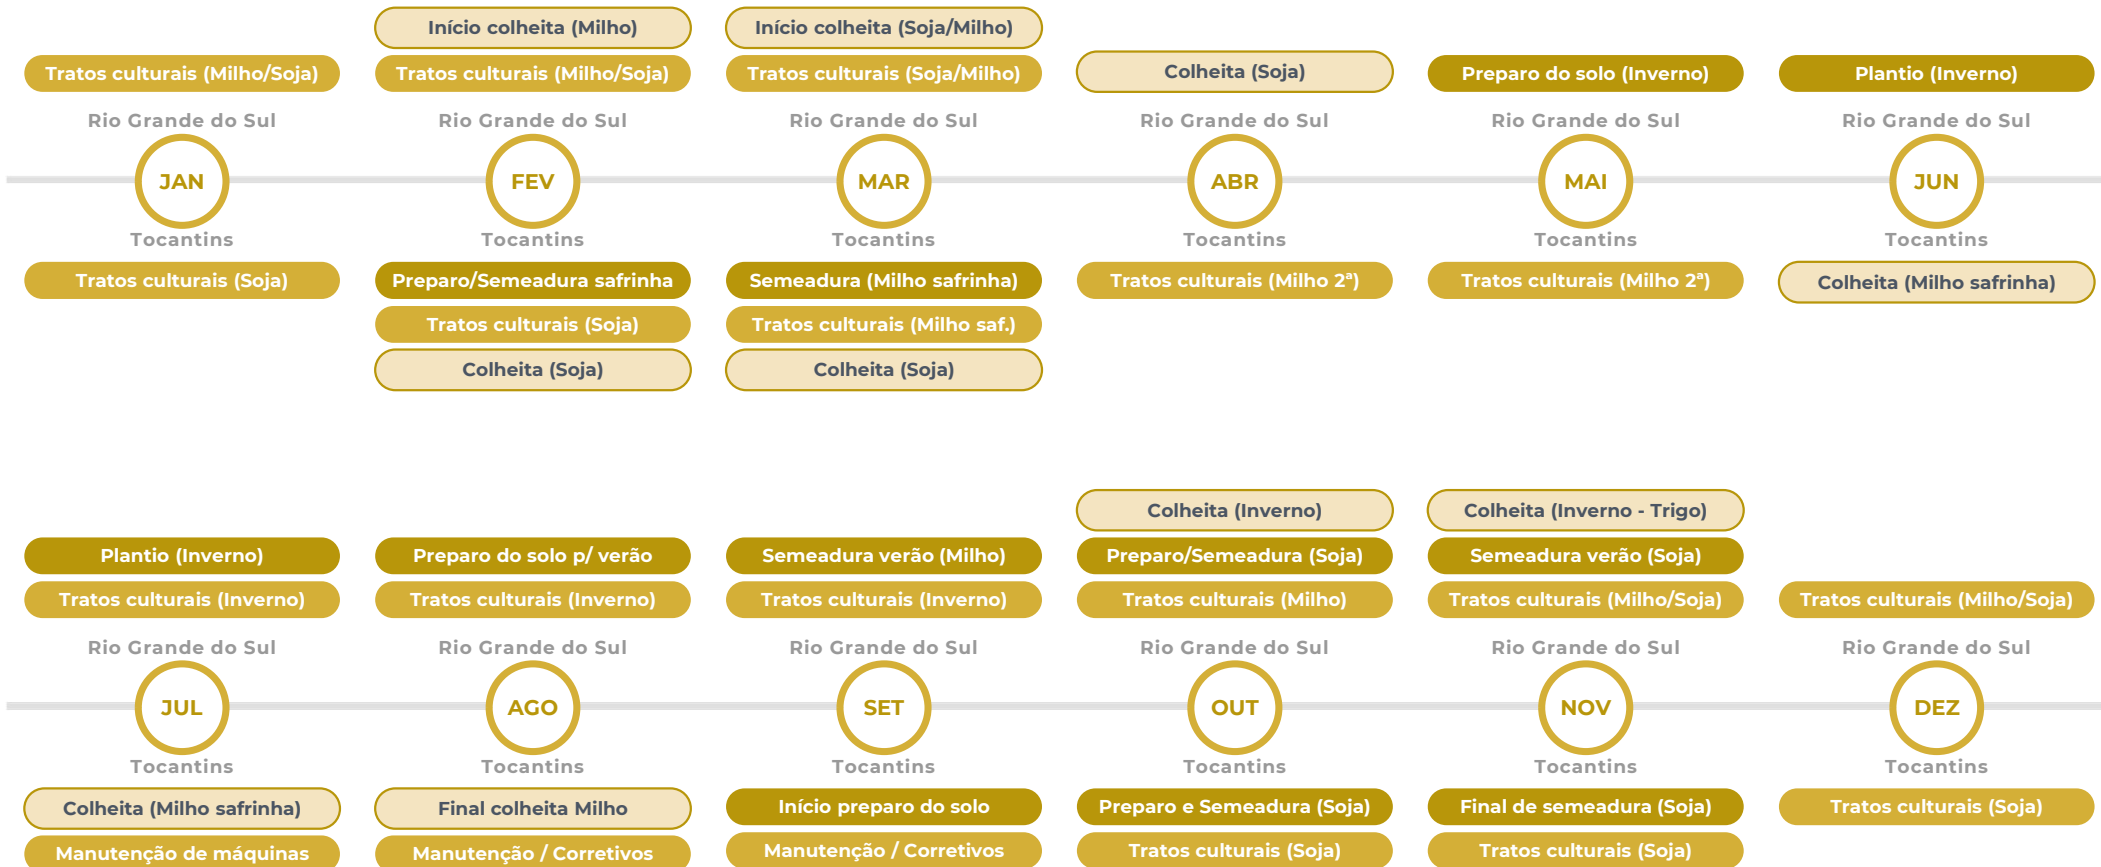 Início colheita (Milho)
Início colheita (Soja/Milho)
Tratos culturais (Milho/Soja)
Tratos culturais (Milho/Soja)
Tratos culturais (Soja/Milho)
Colheita (Soja)
Preparo do solo (Inverno)
Plantio (Inverno)
Rio Grande do Sul
Rio Grande do Sul
Rio Grande do Sul
Rio Grande do Sul
Rio Grande do Sul
Rio Grande do Sul
JAN
FEV
MAR
ABR
MAI
JUN
Tocantins
Tocantins
Tocantins
Tocantins
Tocantins
Tocantins
Tratos culturais (Soja)
Preparo/Semeadura safrinha
Semeadura (Milho safrinha)
Tratos culturais (Milho 2ª)
Tratos culturais (Milho 2ª)
Colheita (Milho safrinha)
Tratos culturais (Soja)
Tratos culturais (Milho saf.)
Colheita (Soja)
Colheita (Soja)
Colheita (Inverno)
Colheita (Inverno - Trigo)
Plantio (Inverno)
Preparo do solo p/ verão
Semeadura verão (Milho)
Preparo/Semeadura (Soja)
Semeadura verão (Soja)
Tratos culturais (Inverno)
Tratos culturais (Inverno)
Tratos culturais (Inverno)
Tratos culturais (Milho)
Tratos culturais (Milho/Soja)
Tratos culturais (Milho/Soja)
Rio Grande do Sul
Rio Grande do Sul
Rio Grande do Sul
Rio Grande do Sul
Rio Grande do Sul
Rio Grande do Sul
JUL
AGO
SET
OUT
NOV
DEZ
Tocantins
Tocantins
Tocantins
Tocantins
Tocantins
Tocantins
Colheita (Milho safrinha)
Final colheita Milho
Início preparo do solo
Preparo e Semeadura (Soja)
Final de semeadura (Soja)
Tratos culturais (Soja)
Manutenção de máquinas
Manutenção / Corretivos
Manutenção / Corretivos
Tratos culturais (Soja)
Tratos culturais (Soja)